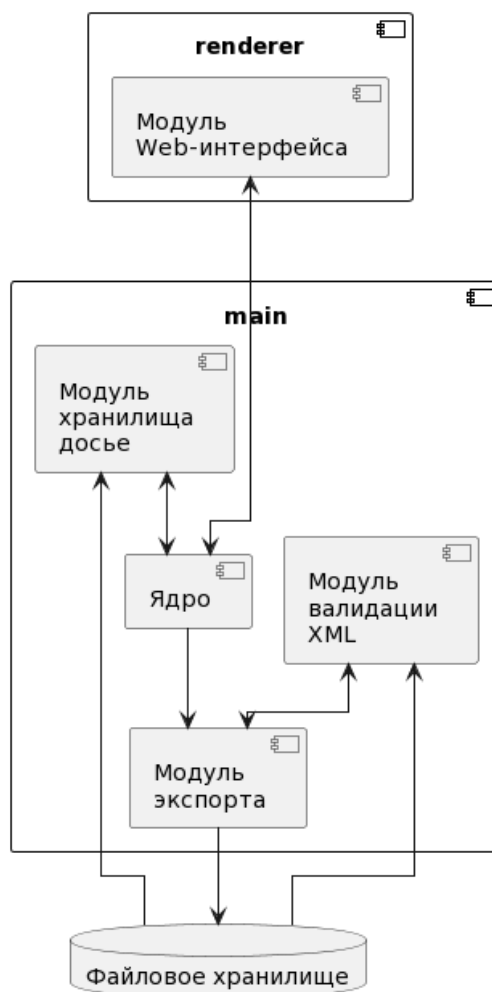 renderer
Модуль
Web-интерфейса
main
Модуль
хранилища
досье
Модуль
валидации
XML
Ядро
Модуль
экспорта
Файловое хранилище